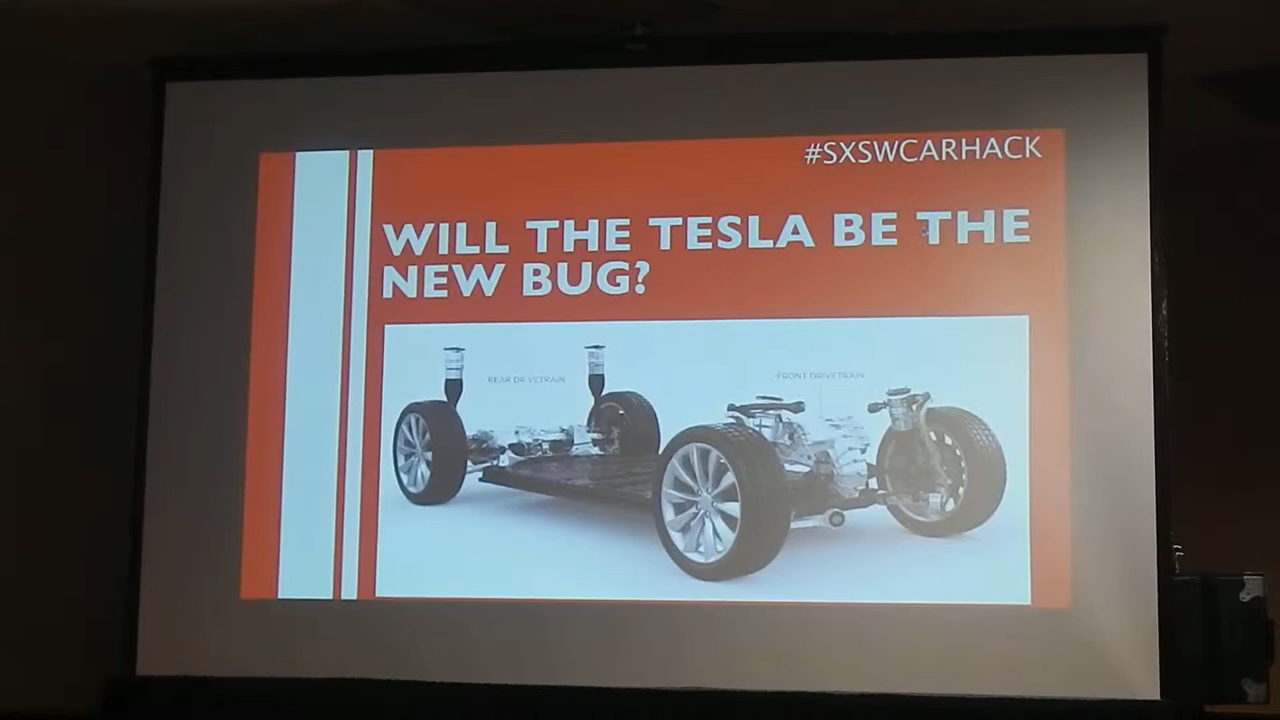 #SXSWCARHACK
WILL THE TESLA BE THE
NEW BUG?
REAR DRIVETRAIN
FRONT DRIVETRAIN